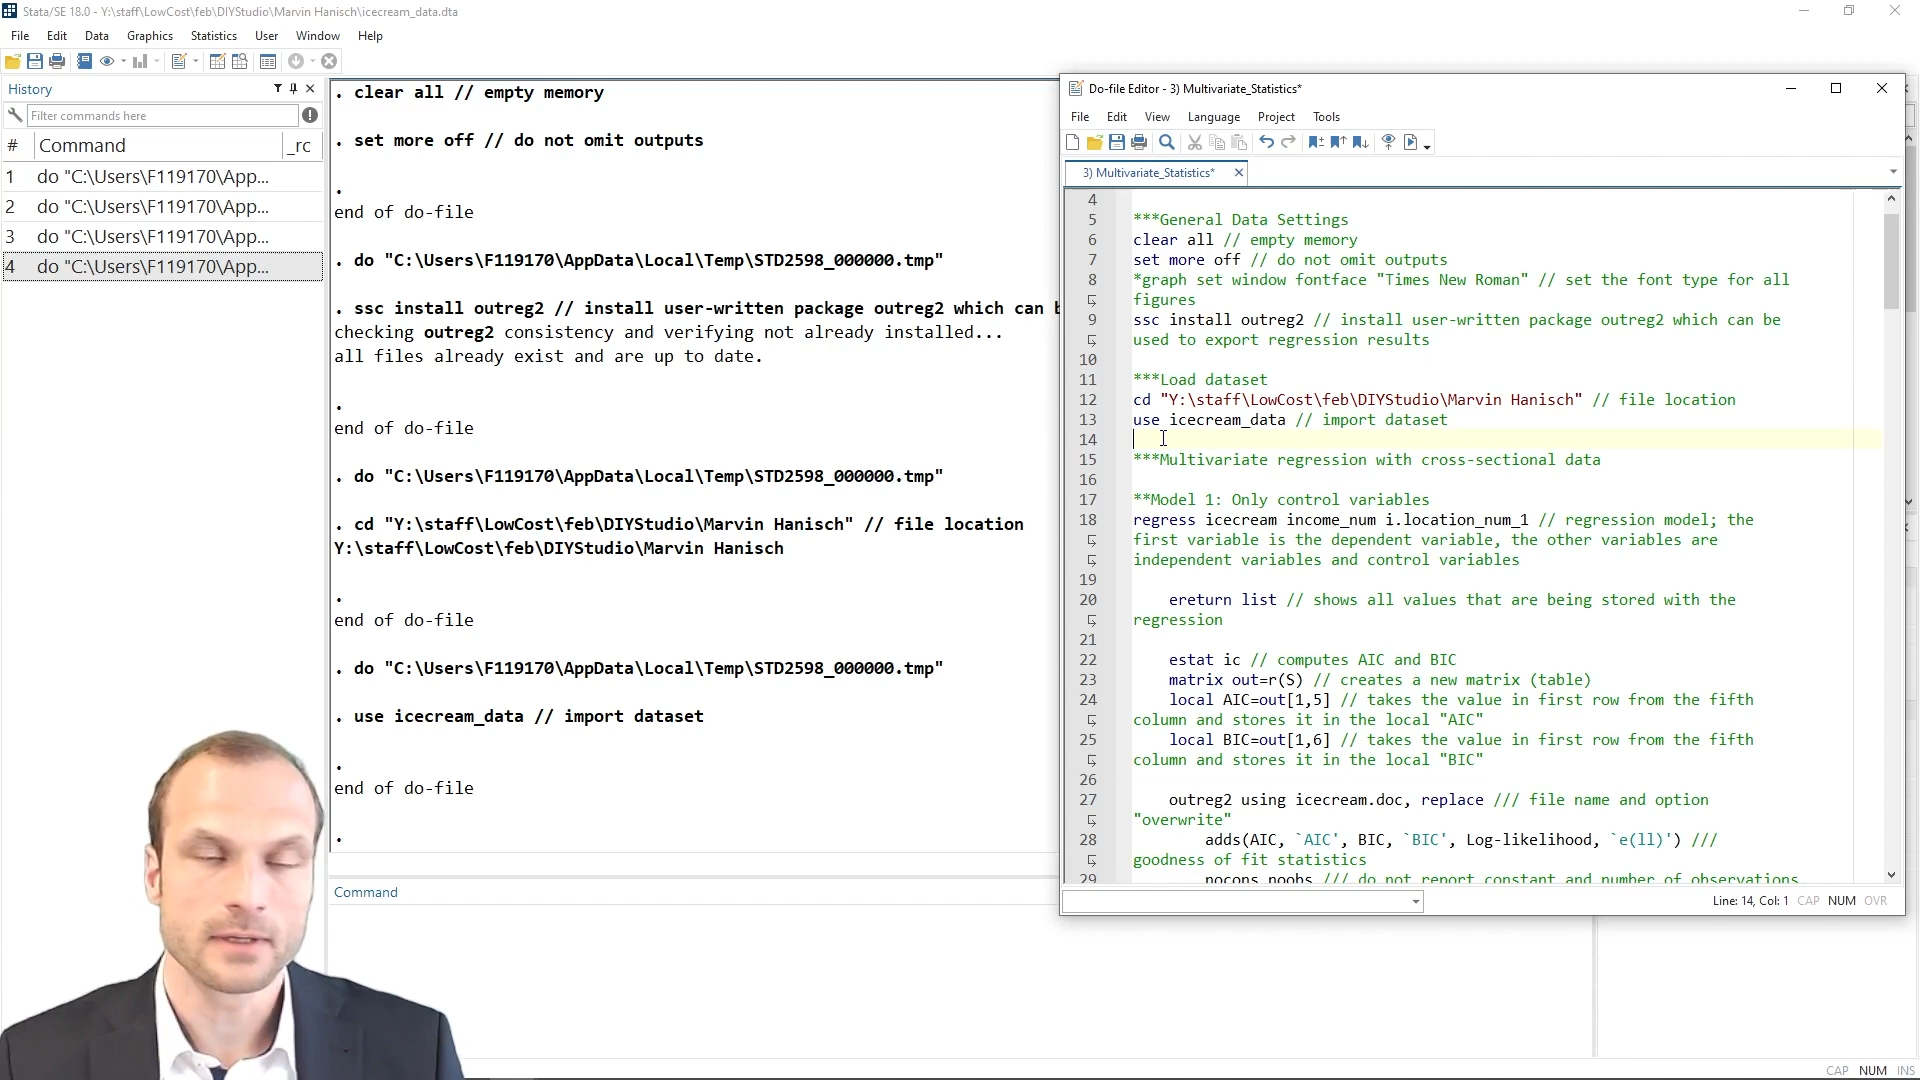 Stata/SE 18.0 - Y:\staff\LowCost\feb\DIYStudio\Marvin Hanisch\icecream_data.dta
File Edit Data Graphics Statistics User Window Help
History
Filter commands here
# Command _rc
1 do "C:\Users\F119170\App...
2 do "C:\Users\F119170\App...
3 do "C:\Users\F119170\App...
4 do "C:\Users\F119170\App...
. clear all // empty memory
. set more off // do not omit outputs
.
end of do-file
. do "C:\Users\F119170\AppData\Local\Temp\STD2598_000000.tmp"
. ssc install outreg2 // install user-written package outreg2 which can b
checking outreg2 consistency and verifying not already installed...
all files already exist and are up to date.
.
end of do-file
. do "C:\Users\F119170\AppData\Local\Temp\STD2598_000000.tmp"
. cd "Y:\staff\LowCost\feb\DIYStudio\Marvin Hanisch" // file location
Y:\staff\LowCost\feb\DIYStudio\Marvin Hanisch
.
end of do-file
. do "C:\Users\F119170\AppData\Local\Temp\STD2598_000000.tmp"
. use icecream_data // import dataset
.
end of do-file
.
Command
Do-file Editor - 3) Multivariate_Statistics*
File Edit View Language Project Tools
3) Multivariate_Statistics*
4
5 ***General Data Settings
6 clear all // empty memory
7 set more off // do not omit outputs
8 *graph set window fontface "Times New Roman" // set the font type for all
figures
9 ssc install outreg2 // install user-written package outreg2 which can be
used to export regression results
10
11 ***Load dataset
12 cd "Y:\staff\LowCost\feb\DIYStudio\Marvin Hanisch" // file location
13 use icecream_data // import dataset
14
15 ***Multivariate regression with cross-sectional data
16
17 **Model 1: Only control variables
18 regress icecream income_num i.location_num_1 // regression model; the
first variable is the dependent variable, the other variables are
independent variables and control variables
19
20 ereturn list // shows all values that are being stored with the
regression
21
22 estat ic // computes AIC and BIC
23 matrix out=r(S) // creates a new matrix (table)
24 local AIC=out[1,5] // takes the value in first row from the fifth
column and stores it in the local "AIC"
25 local BIC=out[1,6] // takes the value in first row from the fifth
column and stores it in the local "BIC"
26
27 outreg2 using icecream.doc, replace /// file name and option
"overwrite"
28 adds(AIC, `AIC', BIC, `BIC', Log-likelihood, `e(ll)') ///
goodness of fit statistics
29 nocons noobs /// do not report constant and number of observations
Line: 14, Col: 1 CAP NUM OVR
CAP NUM INS